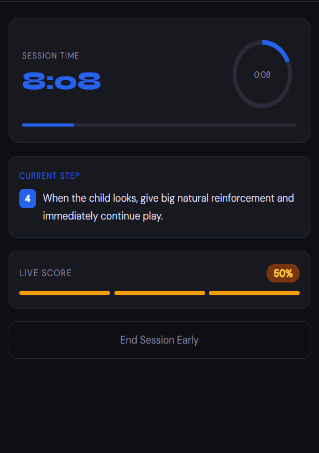 SESSION TIME
8:08
0:08
CURRENT STEP
4
When the child looks, give big natural reinforcement and
immediately continue play.
LIVE SCORE
50%
End Session Early